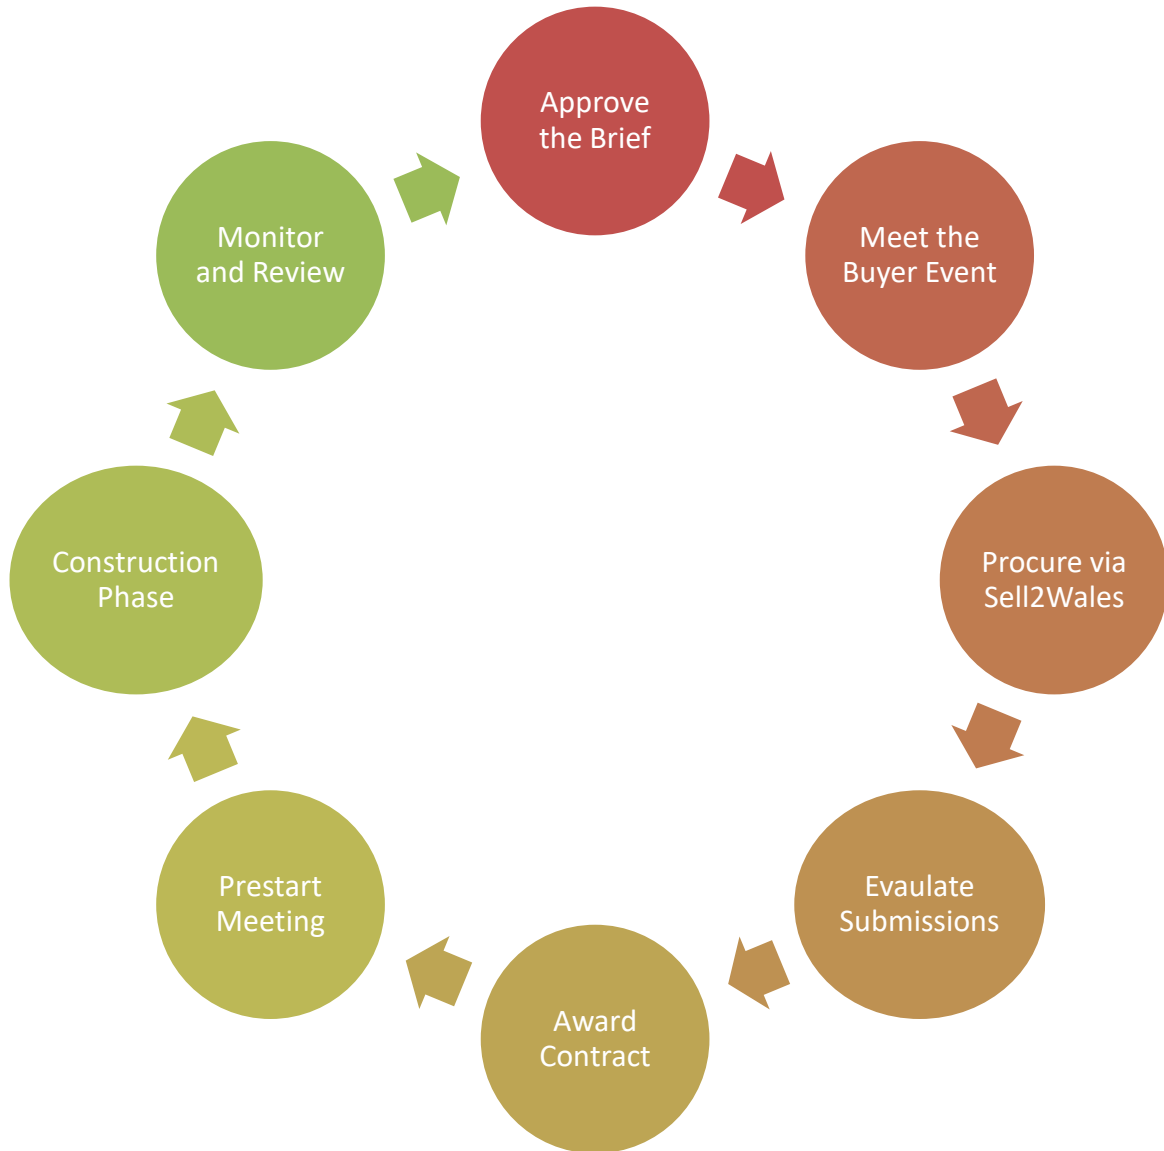 Approve
the Brief
Meet the
Buyer Event
Procure via
Sell2Wales
Evaulate
Submissions
Award
Contract
Prestart
Meeting
Construction
Phase
Monitor
and Review